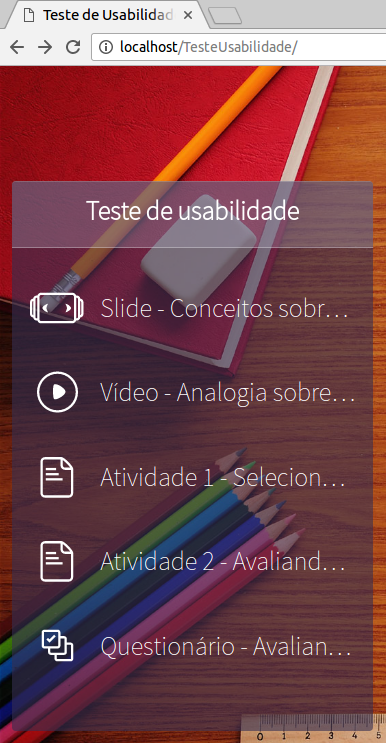 Teste de Usabilidad
localhost/TesteUsabilidade/
Teste de usabilidade
Slide - Conceitos sobr...
Vídeo - Analogia sobre...
Atividade 1 - Selecion...
Atividade 2 - Avaliand...
Questionário - Avalian...
0 1 2 3 4 5